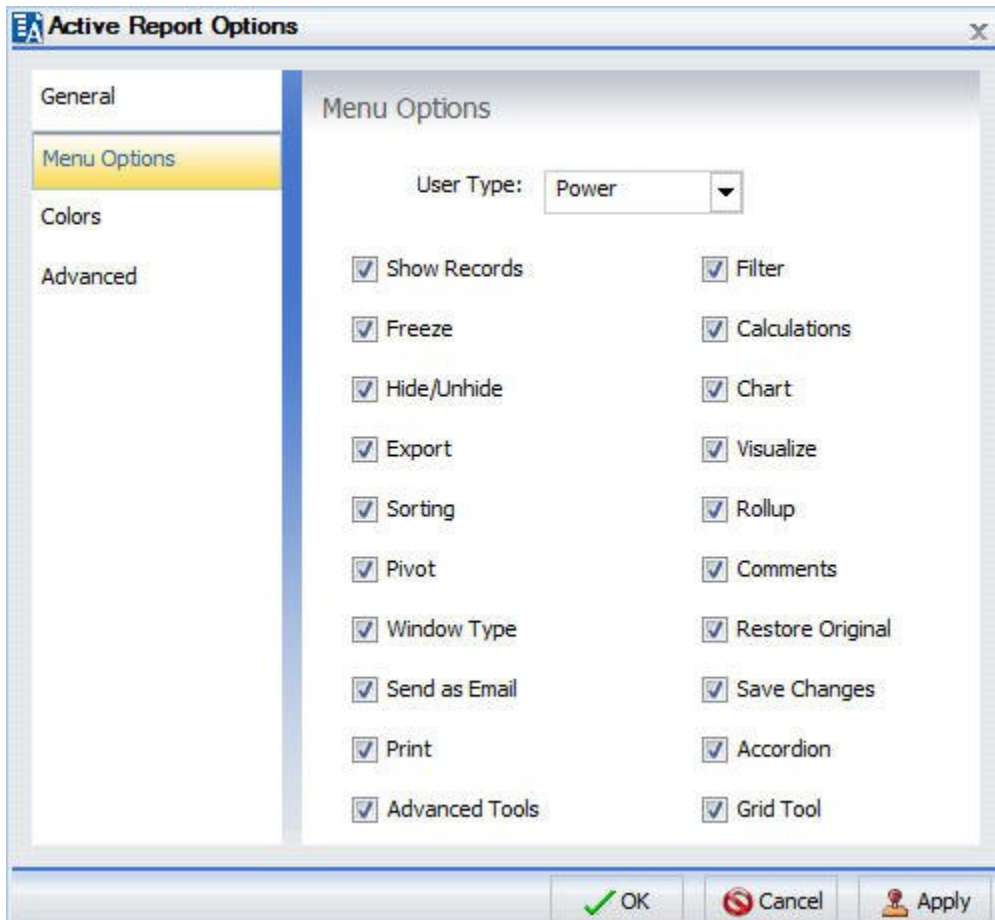 Active Report Options
General
Menu Options
Colors
Advanced
Menu Options
User Type: Power
Show Records
Filter
Freeze
Calculations
Hide/Unhide
Chart
Export
Visualize
Sorting
Rollup
Pivot
Comments
Window Type
Restore Original
Send as Email
Save Changes
Print
Accordion
Advanced Tools
Grid Tool
OK
Cancel
Apply